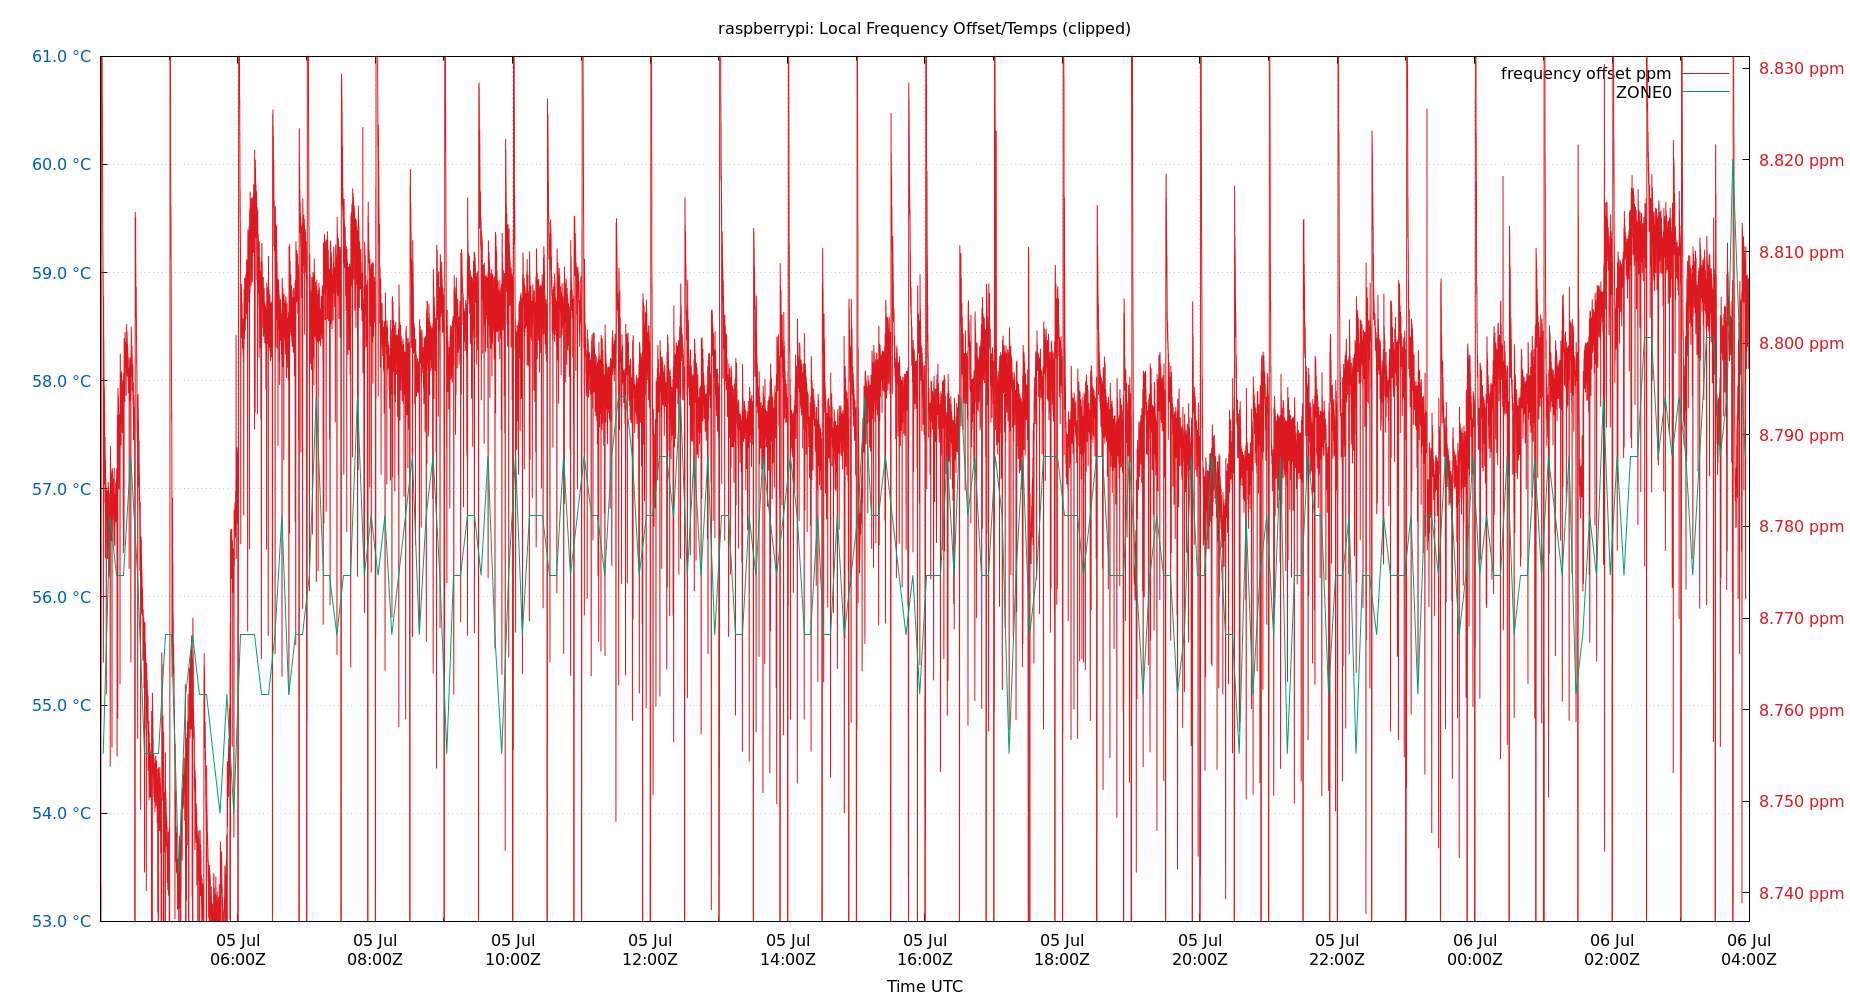 raspberrypi: Local Frequency Offset/Temps (clipped)
61.0 °C
60.0 °C
59.0 °C
58.0 °C
57.0 °C
56.0 °C
55.0 °C
54.0 °C
53.0 °C
frequency offset ppm
ZONE0
8.830 ppm
8.820 ppm
8.810 ppm
8.800 ppm
8.790 ppm
8.780 ppm
8.770 ppm
8.760 ppm
8.750 ppm
8.740 ppm
05 Jul 05 Jul 05 Jul 05 Jul 05 Jul 05 Jul 05 Jul 05 Jul 05 Jul 06 Jul 06 Jul 06 Jul
06:00Z 08:00Z 10:00Z 12:00Z 14:00Z 16:00Z 18:00Z 20:00Z 22:00Z 00:00Z 02:00Z 04:00Z
Time UTC